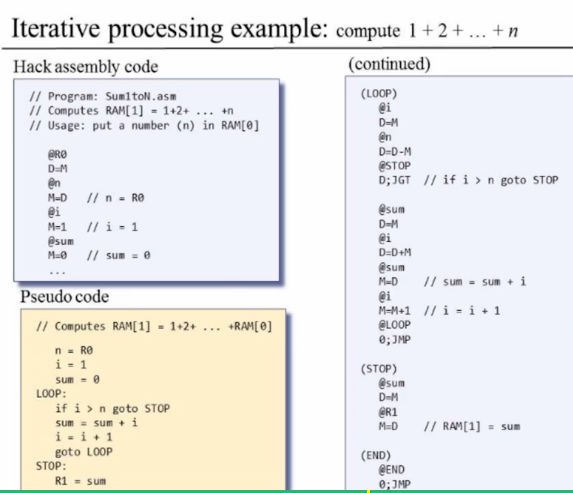 Iterative processing example: compute 1 + 2 + ... + n
Hack assembly code
// Program: Sum1toN.asm
// Computes RAM[1] = 1+2+ ... +n
// Usage: put a number (n) in RAM[0]
@R0
D=M
@n
M=D // n = R0
@i
M=1 // i = 1
@sum
M=0 // sum = 0
...
Pseudo code
// Computes RAM[1] = 1+2+ ... +RAM[0]
n = R0
i = 1
sum = 0
LOOP:
if i > n goto STOP
sum = sum + i
i = i + 1
goto LOOP
STOP:
R1 = sum
(continued)
(LOOP)
@i
D=M
@n
D=D-M
@STOP
D;JGT // if i > n goto STOP
@sum
D=M
@i
D=D+M
@sum
M=D // sum = sum + i
@i
M=M+1 // i = i + 1
@LOOP
0;JMP
(STOP)
@sum
D=M
@R1
M=D // RAM[1] = sum
(END)
@END
0;JMP